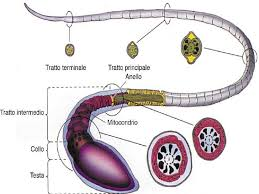 Tratto terminale
Tratto principale
Anello
Tratto intermedio
Mitocondrio
Collo
Testa